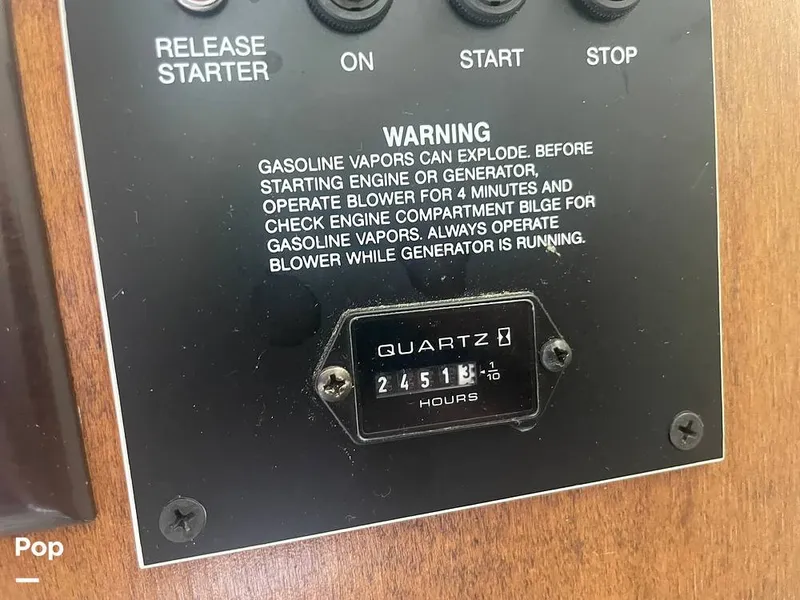 RELEASE
STARTER
ON
START
STOP
WARNING
GASOLINE VAPORS CAN EXPLODE. BEFORE
STARTING ENGINE OR GENERATOR,
OPERATE BLOWER FOR 4 MINUTES AND
CHECK ENGINE COMPARTMENT BILGE FOR
GASOLINE VAPORS. ALWAYS OPERATE
BLOWER WHILE GENERATOR IS RUNNING.
QUARTZ
24513 1/10
HOURS
Pop